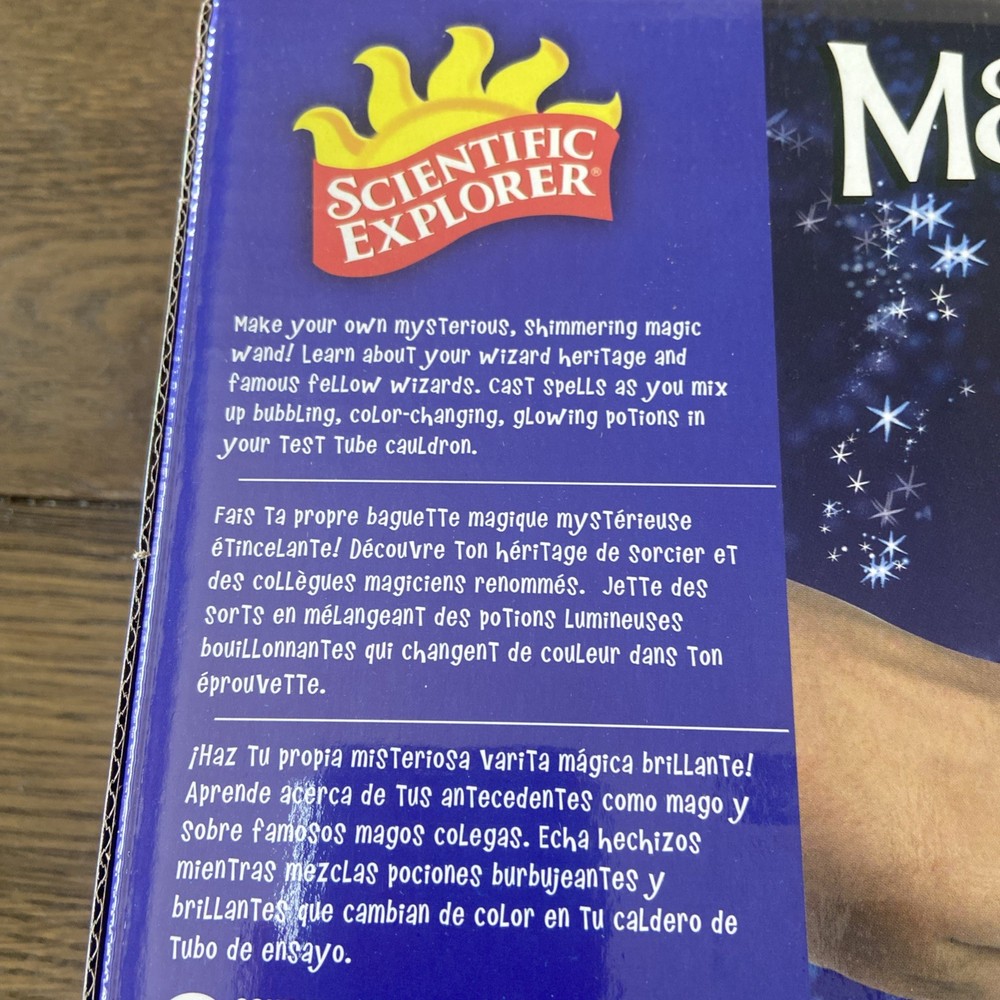 SCIENTIFIC
EXPLORER®
Make your own mysterious, shimmering magic
wand! Learn about your wizard heritage and
famous fellow wizards. Cast spells as you mix
up bubbling, color-changing, glowing potions in
your test tube cauldron.
Fais ta propre baguette magique mystérieuse
étincelante! Découvre ton héritage de sorcier et
des collègues magiciens renommés. Jette des
sorts en mélangeant des potions lumineuses
bouillonnantes qui changent de couleur dans ton
éprouvette.
¡Haz tu propia misteriosa varita mágica brillante!
Aprende acerca de tus antecedentes como mago y
sobre famosos magos colegas. Echa hechizos
mientras mezclas pociones burbujeantes y
brillantes que cambian de color en tu caldero de
tubo de ensayo.